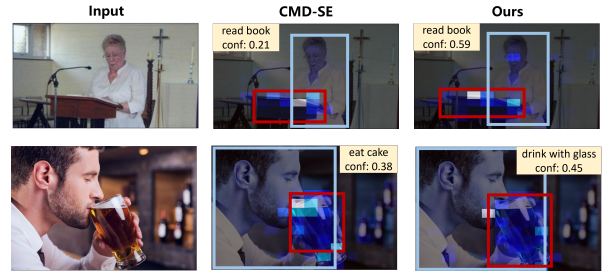 Input
CMD-SE
Ours
read book
conf: 0.21
read book
conf: 0.59
eat cake
conf: 0.38
drink with glass
conf: 0.45